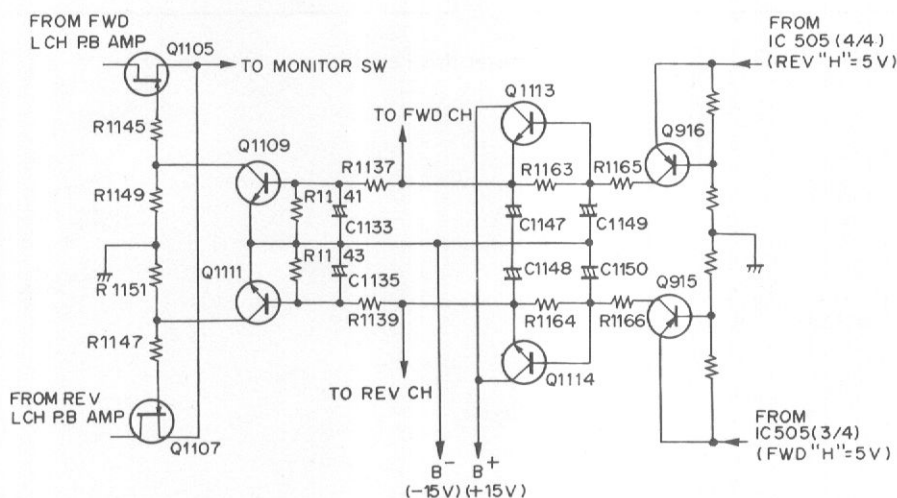 FROM FWD
L CH P.B AMP
Q1105
TO MONITOR SW
R1145
R1149
R1151
R1147
FROM REV
L CH P.B AMP
Q1107
Q1109
Q1111
R1137
R11 41
C1133
R11 43
C1135
R1139
TO FWD CH
TO REV CH
Q1113
R1163
R1165
C1147
C1149
C1148
C1150
R1164
R1166
Q1114
B-
(-15V)
B+
(+15V)
Q916
Q915
FROM
IC 505 (4/4)
(REV "H"=5V)
FROM
IC505(3/4)
(FWD "H"=5V)